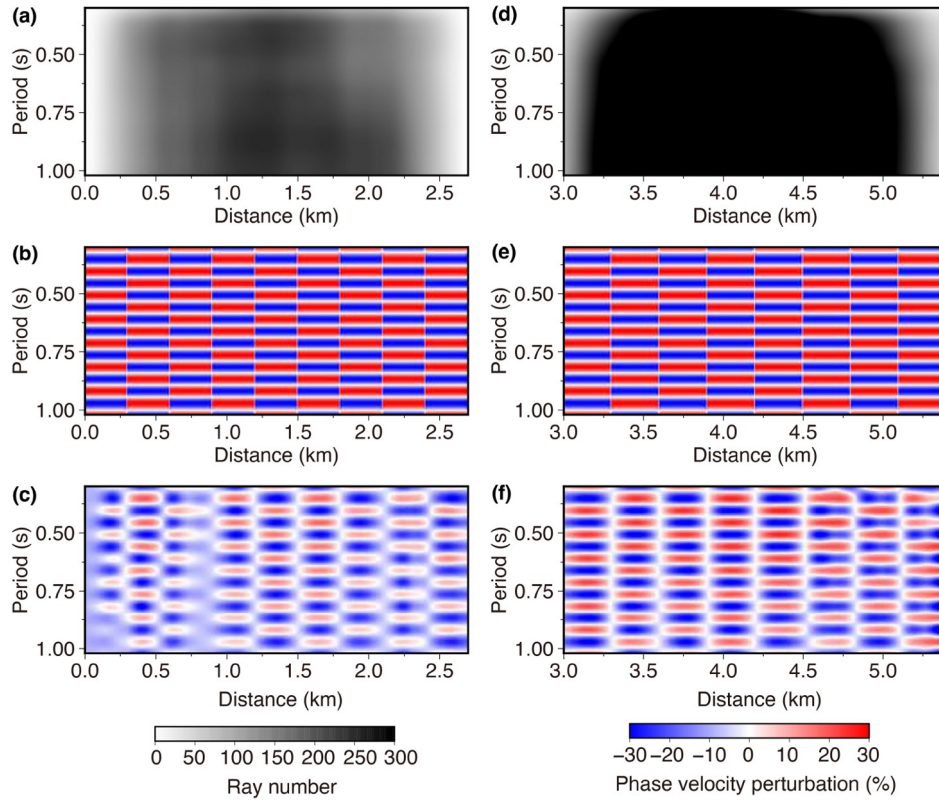 (a)
Period (s)
0.50
0.75
1.00
0.0 0.5 1.0 1.5 2.0 2.5
Distance (km)
(d)
Period (s)
0.50
0.75
1.00
3.0 3.5 4.0 4.5 5.0
Distance (km)
(b)
Period (s)
0.50
0.75
1.00
0.0 0.5 1.0 1.5 2.0 2.5
Distance (km)
(e)
Period (s)
0.50
0.75
1.00
3.0 3.5 4.0 4.5 5.0
Distance (km)
(c)
Period (s)
0.50
0.75
1.00
0.0 0.5 1.0 1.5 2.0 2.5
Distance (km)
(f)
Period (s)
0.50
0.75
1.00
3.0 3.5 4.0 4.5 5.0
Distance (km)
0 50 100 150 200 250 300
Ray number
−30 −20 −10 0 10 20 30
Phase velocity perturbation (%)